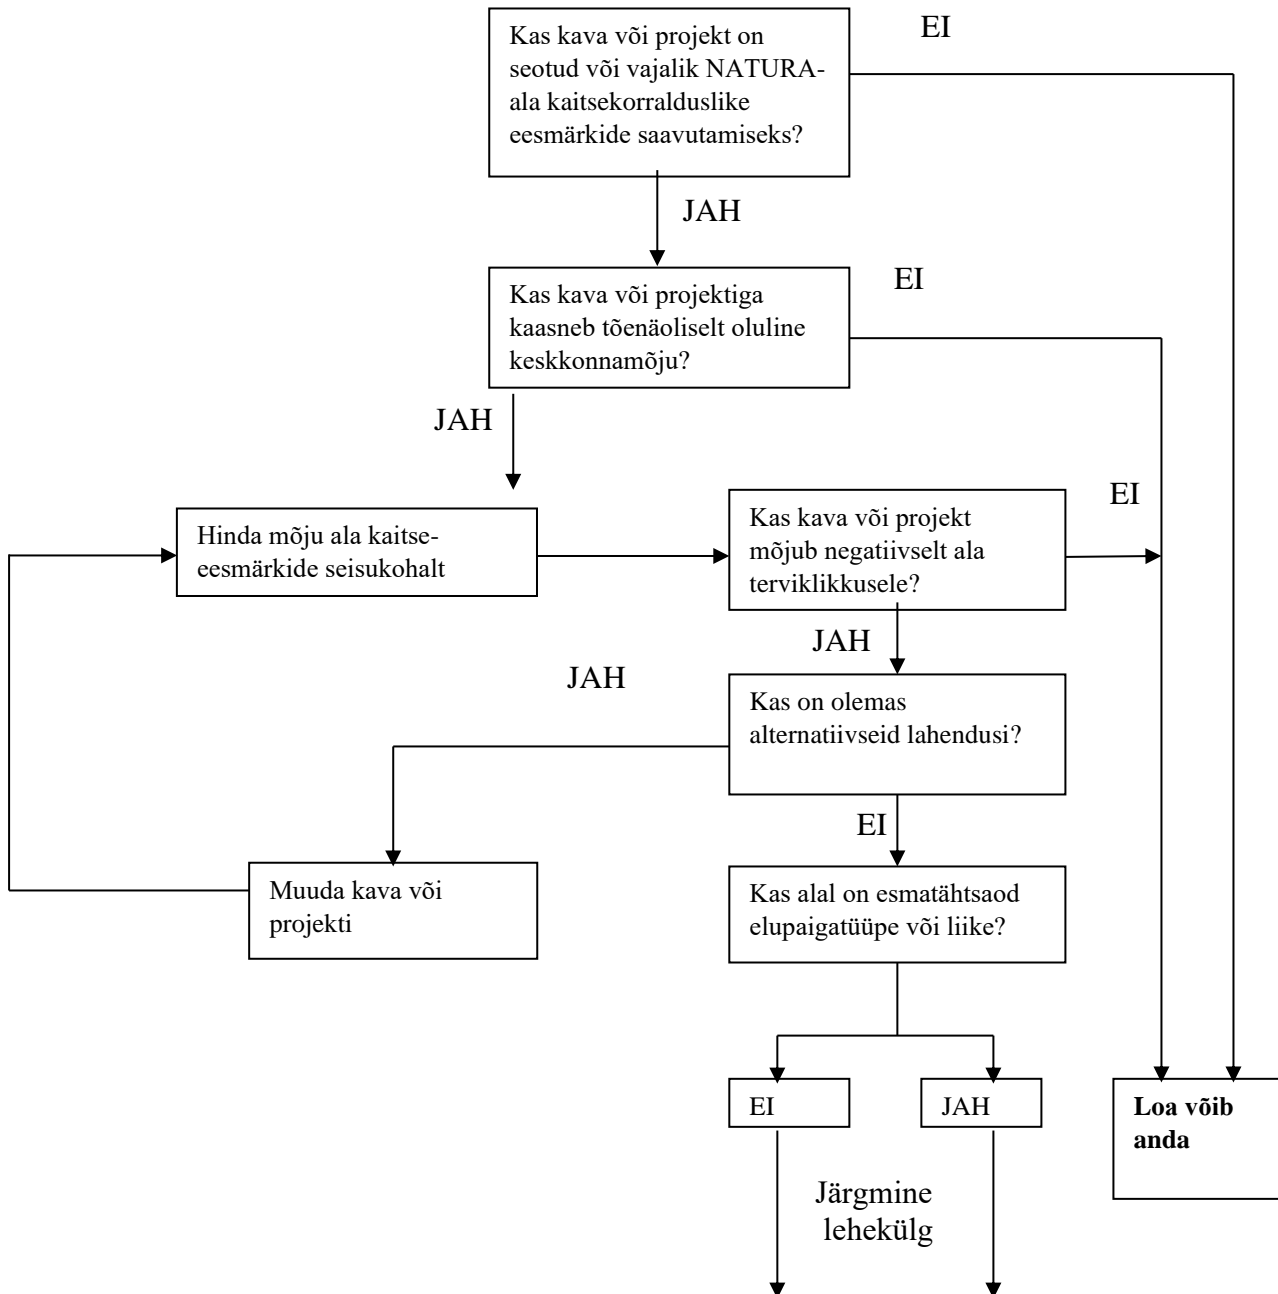 EI
Kas kava või projekt on
seotud või vajalik NATURA-
ala kaitsekorralduslike
eesmärkide saavutamiseks?
JAH
EI
Kas kava või projektiga
kaasneb tõenäoliselt oluline
keskkonnamõju?
JAH
EI
Hinda mõju ala kaitse-
eesmärkide seisukohalt
Kas kava või projekt
mõjub negatiivselt ala
terviklikkusele?
JAH
JAH
Kas on olemas
alternatiivseid lahendusi?
EI
Muuda kava või
projekti
Kas alal on esmatähtsaod
elupaigatüüpe või liike?
EI
JAH
Loa võib
anda
Järgmine
lehekülg